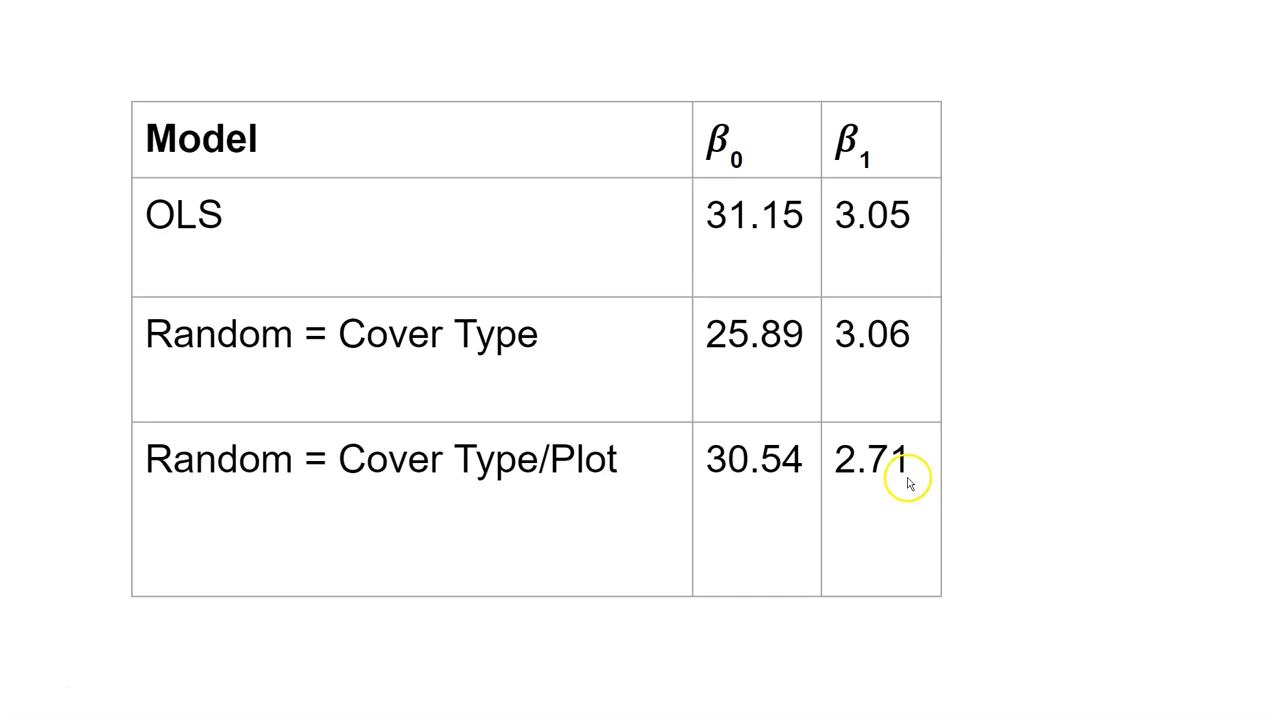 Model β0 β1
OLS 31.15 3.05
Random = Cover Type 25.89 3.06
Random = Cover Type/Plot 30.54 2.71